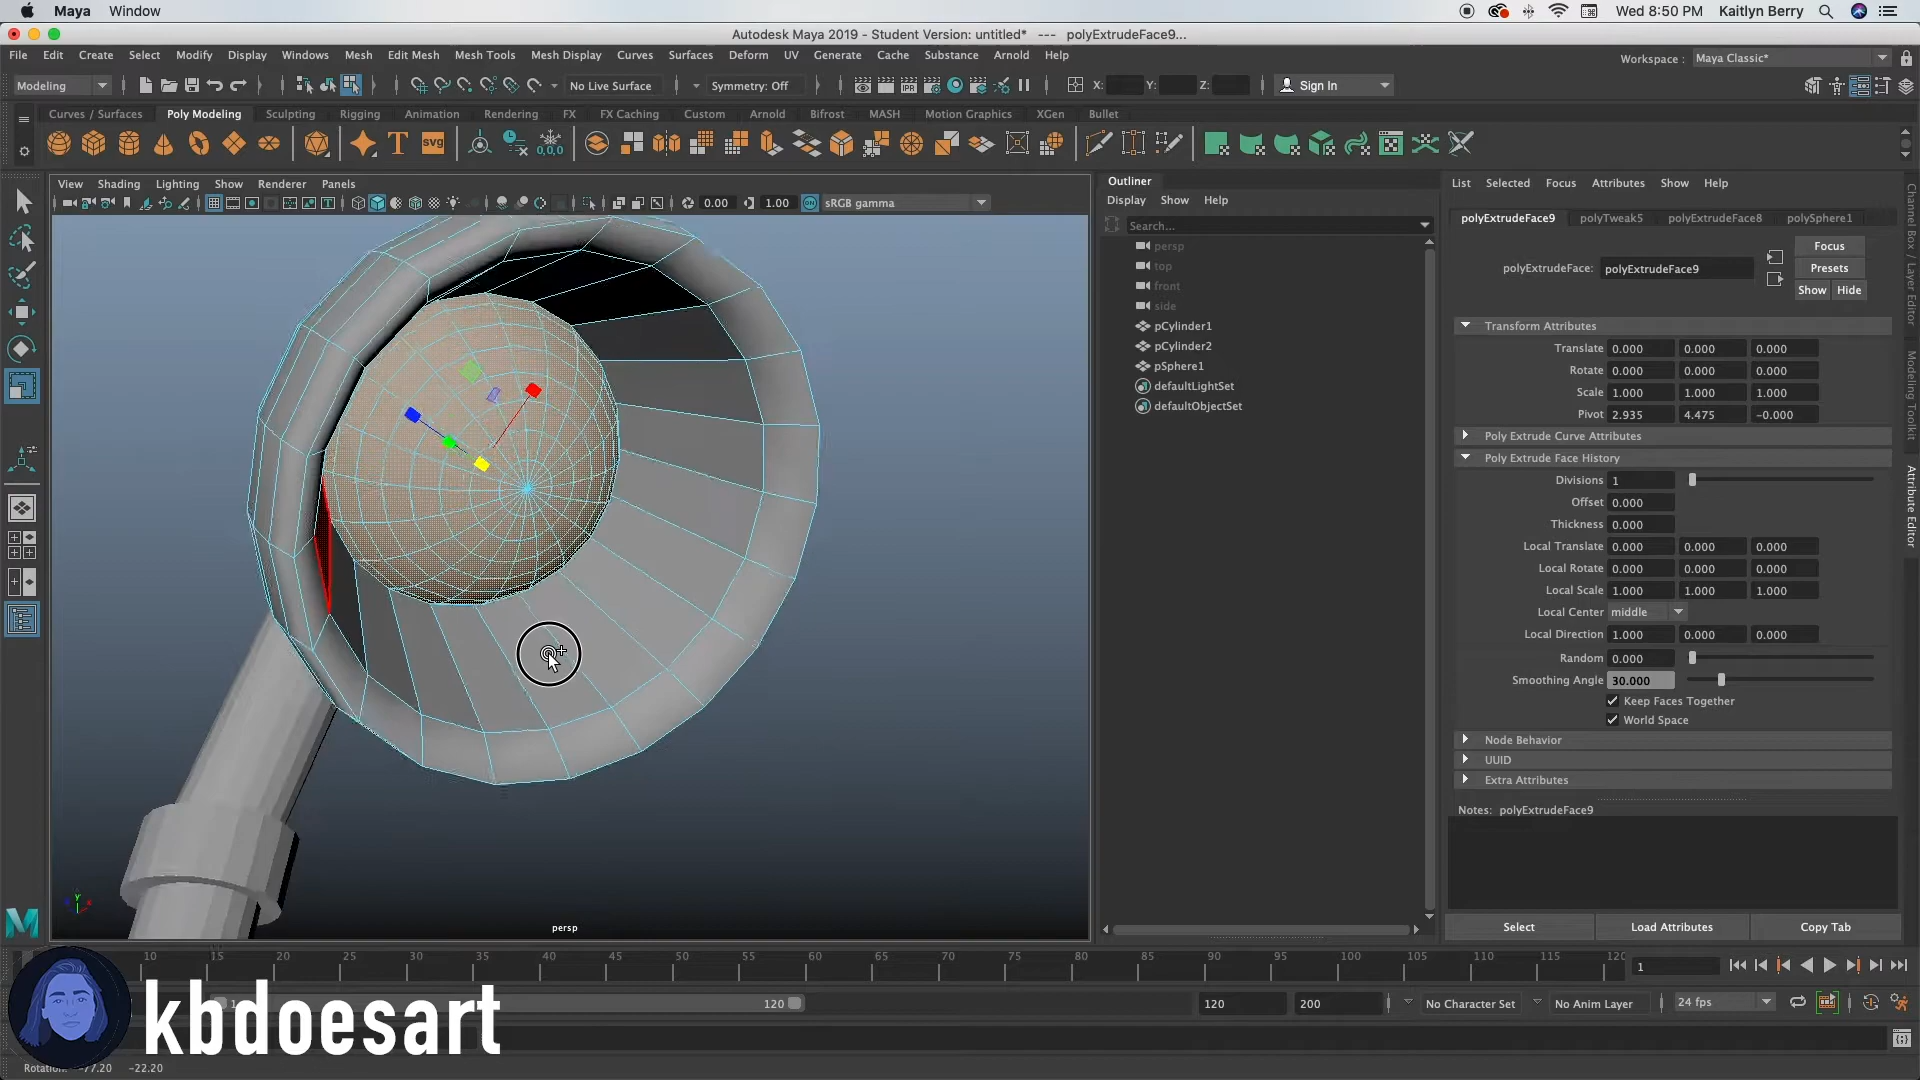 Maya Window
Wed 8:50 PM Kaitlyn Berry
Autodesk Maya 2019 - Student Version: untitled* --- polyExtrudeFace9...
File Edit Create Select Modify Display Windows Mesh Edit Mesh Mesh Tools Mesh Display Curves Surfaces Deform UV Generate Cache Substance Arnold Help
Workspace : Maya Classic*
Modeling No Live Surface Symmetry: Off X: Y: Z: Sign In
Curves / Surfaces Poly Modeling Sculpting Rigging Animation Rendering FX FX Caching Custom Arnold Bifrost MASH Motion Graphics XGen Bullet
View Shading Lighting Show Renderer Panels
0.00 1.00 sRGB gamma
persp
Outliner
Display Show Help
Search...
persp
top
front
side
pCylinder1
pCylinder2
pSphere1
defaultLightSet
defaultObjectSet
List Selected Focus Attributes Show Help
polyExtrudeFace9 polyTweak5 polyExtrudeFace8 polySphere1
Focus
polyExtrudeFace: polyExtrudeFace9 Presets
Show Hide
Transform Attributes
Translate 0.000 0.000 0.000
Rotate 0.000 0.000 0.000
Scale 1.000 1.000 1.000
Pivot 2.935 4.475 -0.000
Poly Extrude Curve Attributes
Poly Extrude Face History
Divisions 1
Offset 0.000
Thickness 0.000
Local Translate 0.000 0.000 0.000
Local Rotate 0.000 0.000 0.000
Local Scale 1.000 1.000 1.000
Local Center middle
Local Direction 1.000 0.000 0.000
Random 0.000
Smoothing Angle 30.000
Keep Faces Together
World Space
Node Behavior
UUID
Extra Attributes
Notes: polyExtrudeFace9
Select Load Attributes Copy Tab
Channel Box / Layer Editor
Modeling Toolkit
Attribute Editor
10 15 20 25 30 35 40 45 50 55 60 65 70 75 80 85 90 95 100 105 110 115 120
1
1 120 120 200 No Character Set No Anim Layer 24 fps
kbdoesart
-22.20